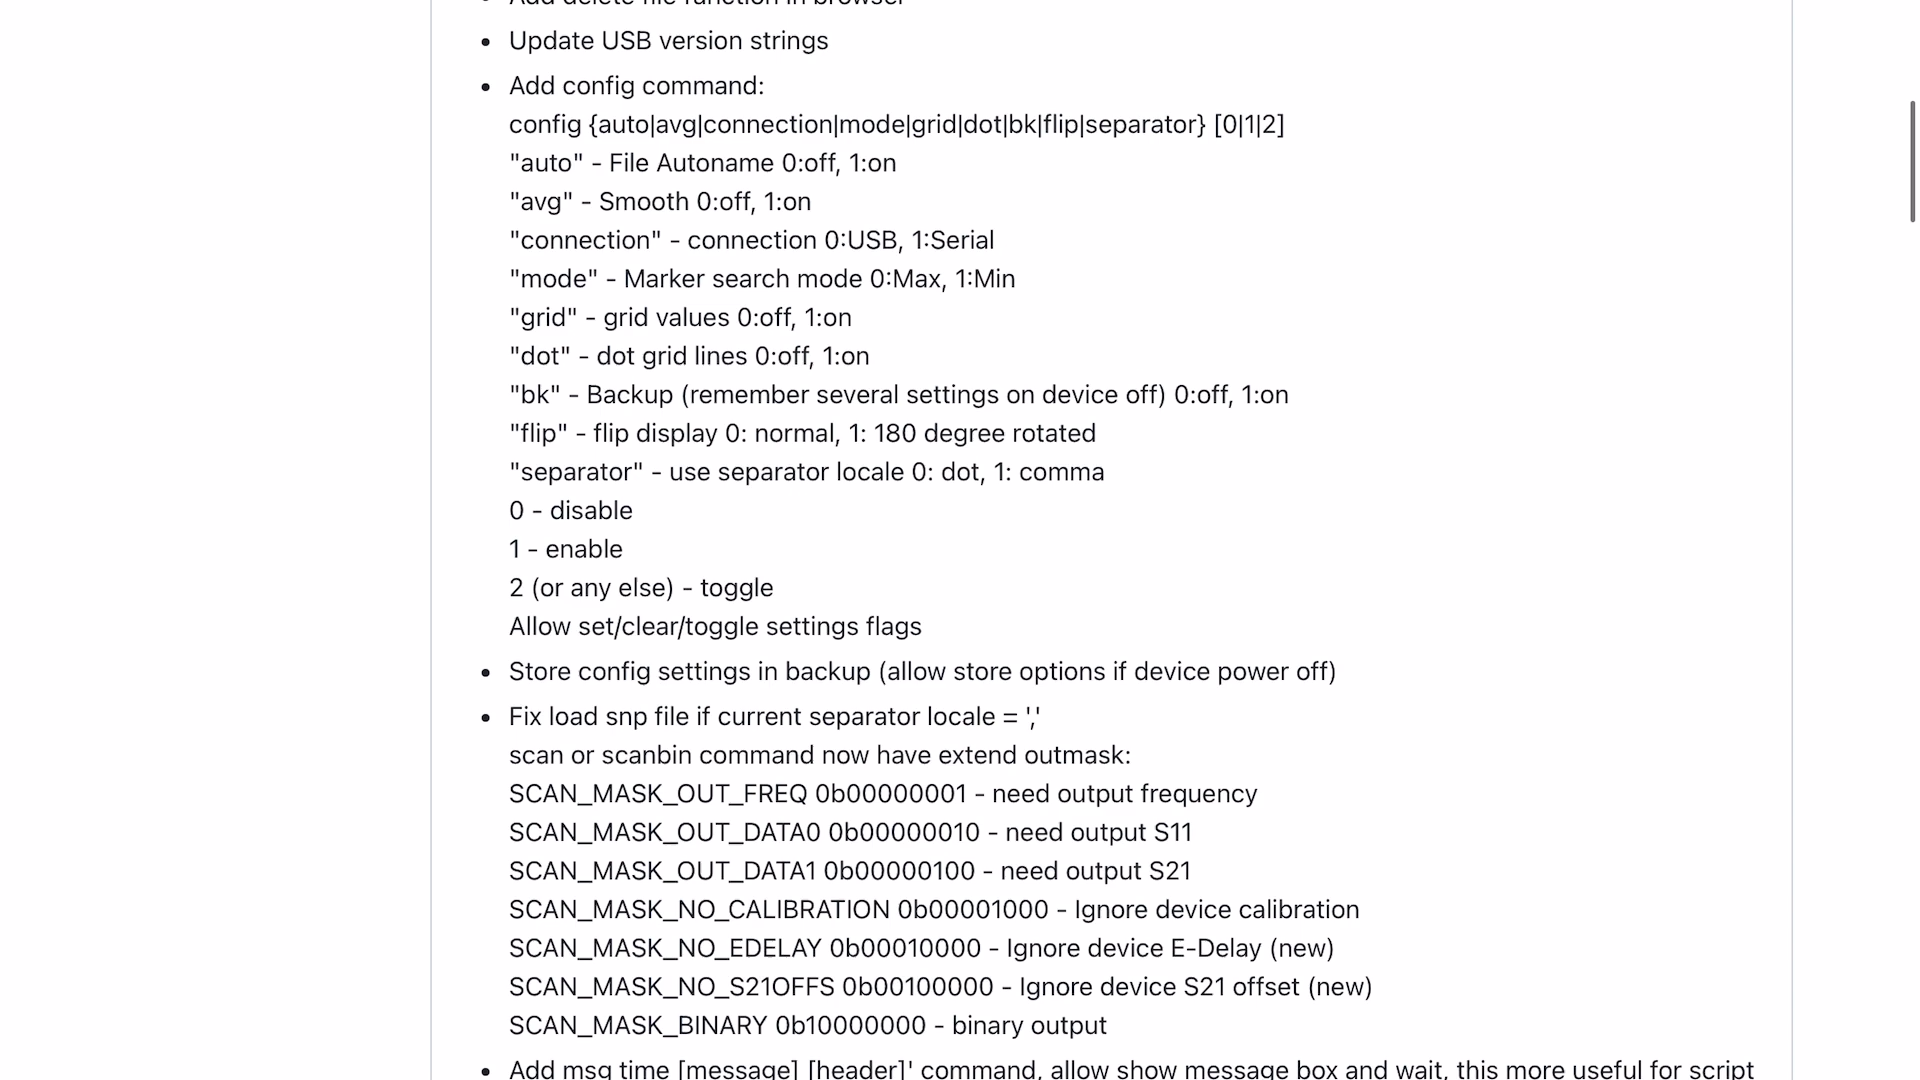 Add delete file function in browser
Update USB version strings
Add config command:
config {auto|avg|connection|mode|grid|dot|bk|flip|separator} [0|1|2]
"auto" - File Autoname 0:off, 1:on
"avg" - Smooth 0:off, 1:on
"connection" - connection 0:USB, 1:Serial
"mode" - Marker search mode 0:Max, 1:Min
"grid" - grid values 0:off, 1:on
"dot" - dot grid lines 0:off, 1:on
"bk" - Backup (remember several settings on device off) 0:off, 1:on
"flip" - flip display 0: normal, 1: 180 degree rotated
"separator" - use separator locale 0: dot, 1: comma
0 - disable
1 - enable
2 (or any else) - toggle
Allow set/clear/toggle settings flags
Store config settings in backup (allow store options if device power off)
Fix load snp file if current separator locale = ','
scan or scanbin command now have extend outmask:
SCAN_MASK_OUT_FREQ 0b00000001 - need output frequency
SCAN_MASK_OUT_DATA0 0b00000010 - need output S11
SCAN_MASK_OUT_DATA1 0b00000100 - need output S21
SCAN_MASK_NO_CALIBRATION 0b00001000 - Ignore device calibration
SCAN_MASK_NO_EDELAY 0b00010000 - Ignore device E-Delay (new)
SCAN_MASK_NO_S21OFFS 0b00100000 - Ignore device S21 offset (new)
SCAN_MASK_BINARY 0b10000000 - binary output
Add msg time [message] [header]' command, allow show message box and wait, this more useful for script